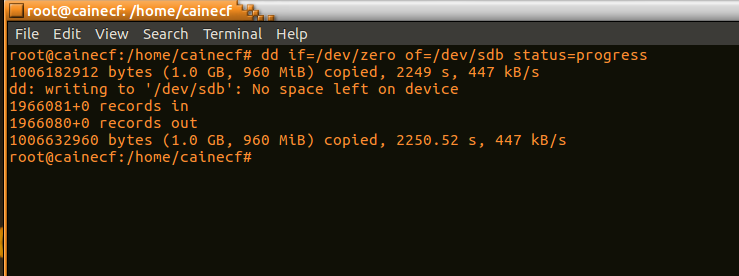 root@cainecf: /home/cainecf
File Edit View Search Terminal Help
root@cainecf:/home/cainecf# dd if=/dev/zero of=/dev/sdb status=progress
1006182912 bytes (1.0 GB, 960 MiB) copied, 2249 s, 447 kB/s
dd: writing to '/dev/sdb': No space left on device
1966081+0 records in
1966080+0 records out
1006632960 bytes (1.0 GB, 960 MiB) copied, 2250.52 s, 447 kB/s
root@cainecf:/home/cainecf#